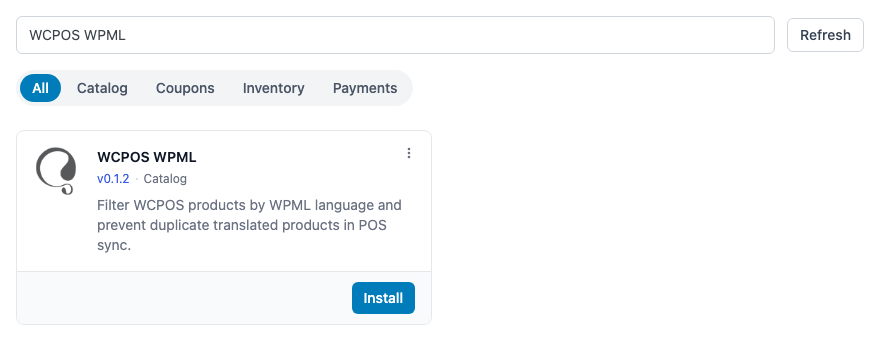 WCPOS WPML
Refresh
All
Catalog
Coupons
Inventory
Payments
WCPOS WPML
v0.1.2 · Catalog
Filter WCPOS products by WPML language and
prevent duplicate translated products in POS
sync.
Install